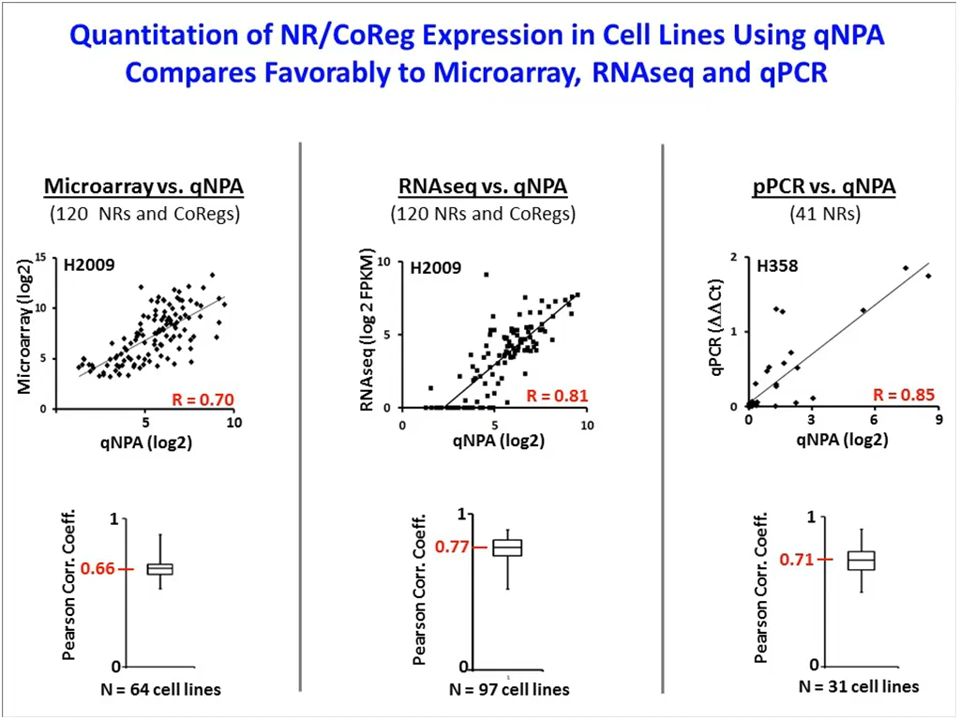 Quantitation of NR/CoReg Expression in Cell Lines Using qNPA
Compares Favorably to Microarray, RNAseq and qPCR
Microarray vs. qNPA
(120 NRs and CoRegs)
Microarray (log2)
15
10
5
0
H2009
R = 0.70
5
10
qNPA (log2)
Pearson Corr. Coeff.
1
0.66
0
N = 64 cell lines
RNAseq vs. qNPA
(120 NRs and CoRegs)
RNAseq (log 2 FPKM)
10
5
0
H2009
R = 0.81
0
5
10
qNPA (log2)
Pearson Corr. Coeff.
1
0.77
0
1
N = 97 cell lines
pPCR vs. qNPA
(41 NRs)
qPCR (ΔΔCt)
2
1
0
H358
R = 0.85
0
3
6
9
qNPA (log2)
Pearson Corr. Coeff.
1
0.71
0
N = 31 cell lines